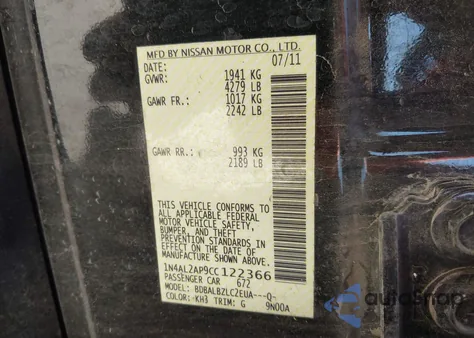 MFD BY NISSAN MOTOR CO., LTD.
DATE: 07/11
GVWR: 1941 KG
4279 LB
GAWR FR.: 1017 KG
2242 LB
GAWR RR.: 993 KG
2189 LB
THIS VEHICLE CONFORMS TO
ALL APPLICABLE FEDERAL
MOTOR VEHICLE SAFETY,
BUMPER, AND THEFT
PREVENTION STANDARDS IN
EFFECT ON THE DATE OF
MANUFACTURE SHOWN ABOVE.
1N4AL2AP9CC122366
PASSENGER CAR 672
MODEL: BDBALBZLC2EUA---Q-
COLOR: KH3 TRIM: G 9N00A
autosnap